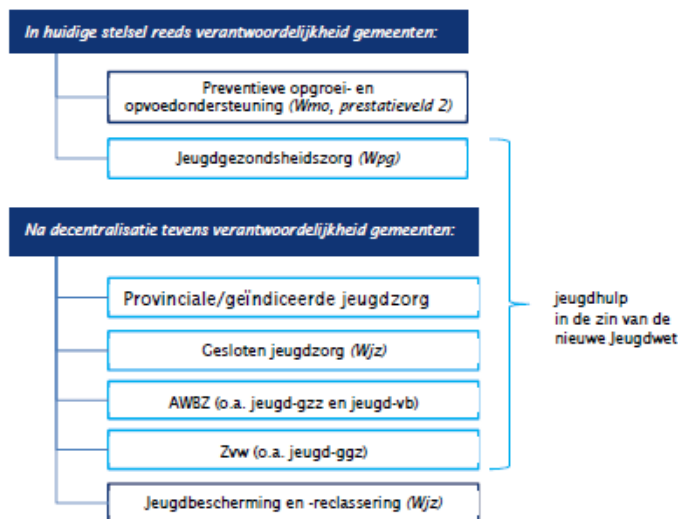 In huidige stelsel reeds verantwoordelijkheid gemeenten:
Preventieve opgroei- en
opvoedondersteuning (Wmo, prestatieveld 2)
Jeugdgezondsheidszorg (Wpg)
Na decentralisatie tevens verantwoordelijkheid gemeenten:
Provinciale/geïndiceerde jeugdzorg
Gesloten jeugdzorg (Wjz)
AWBZ (o.a. jeugd-gzz en jeugd-vb)
Zvw (o.a. jeugd-ggz)
Jeugdbescherming en -reclassering (Wjz)
jeugdhulp
in de zin van de
nieuwe Jeugdwet